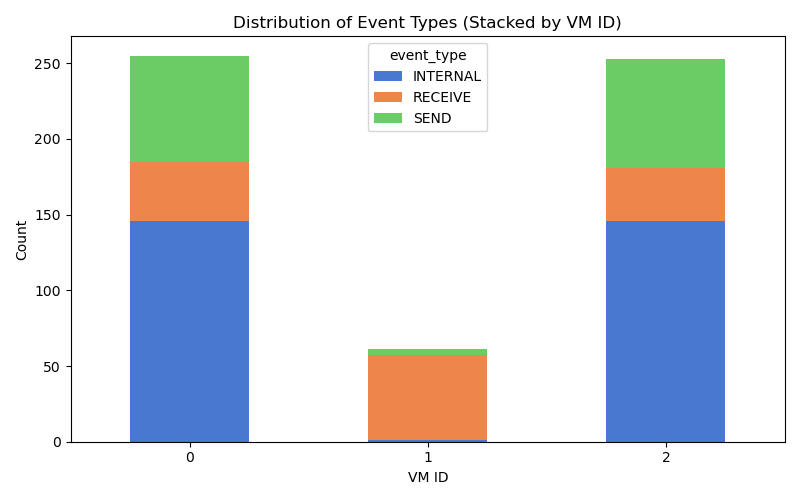 Distribution of Event Types (Stacked by VM ID)
event_type
INTERNAL
RECEIVE
SEND
Count
250
200
150
100
50
0
0 1 2
VM ID